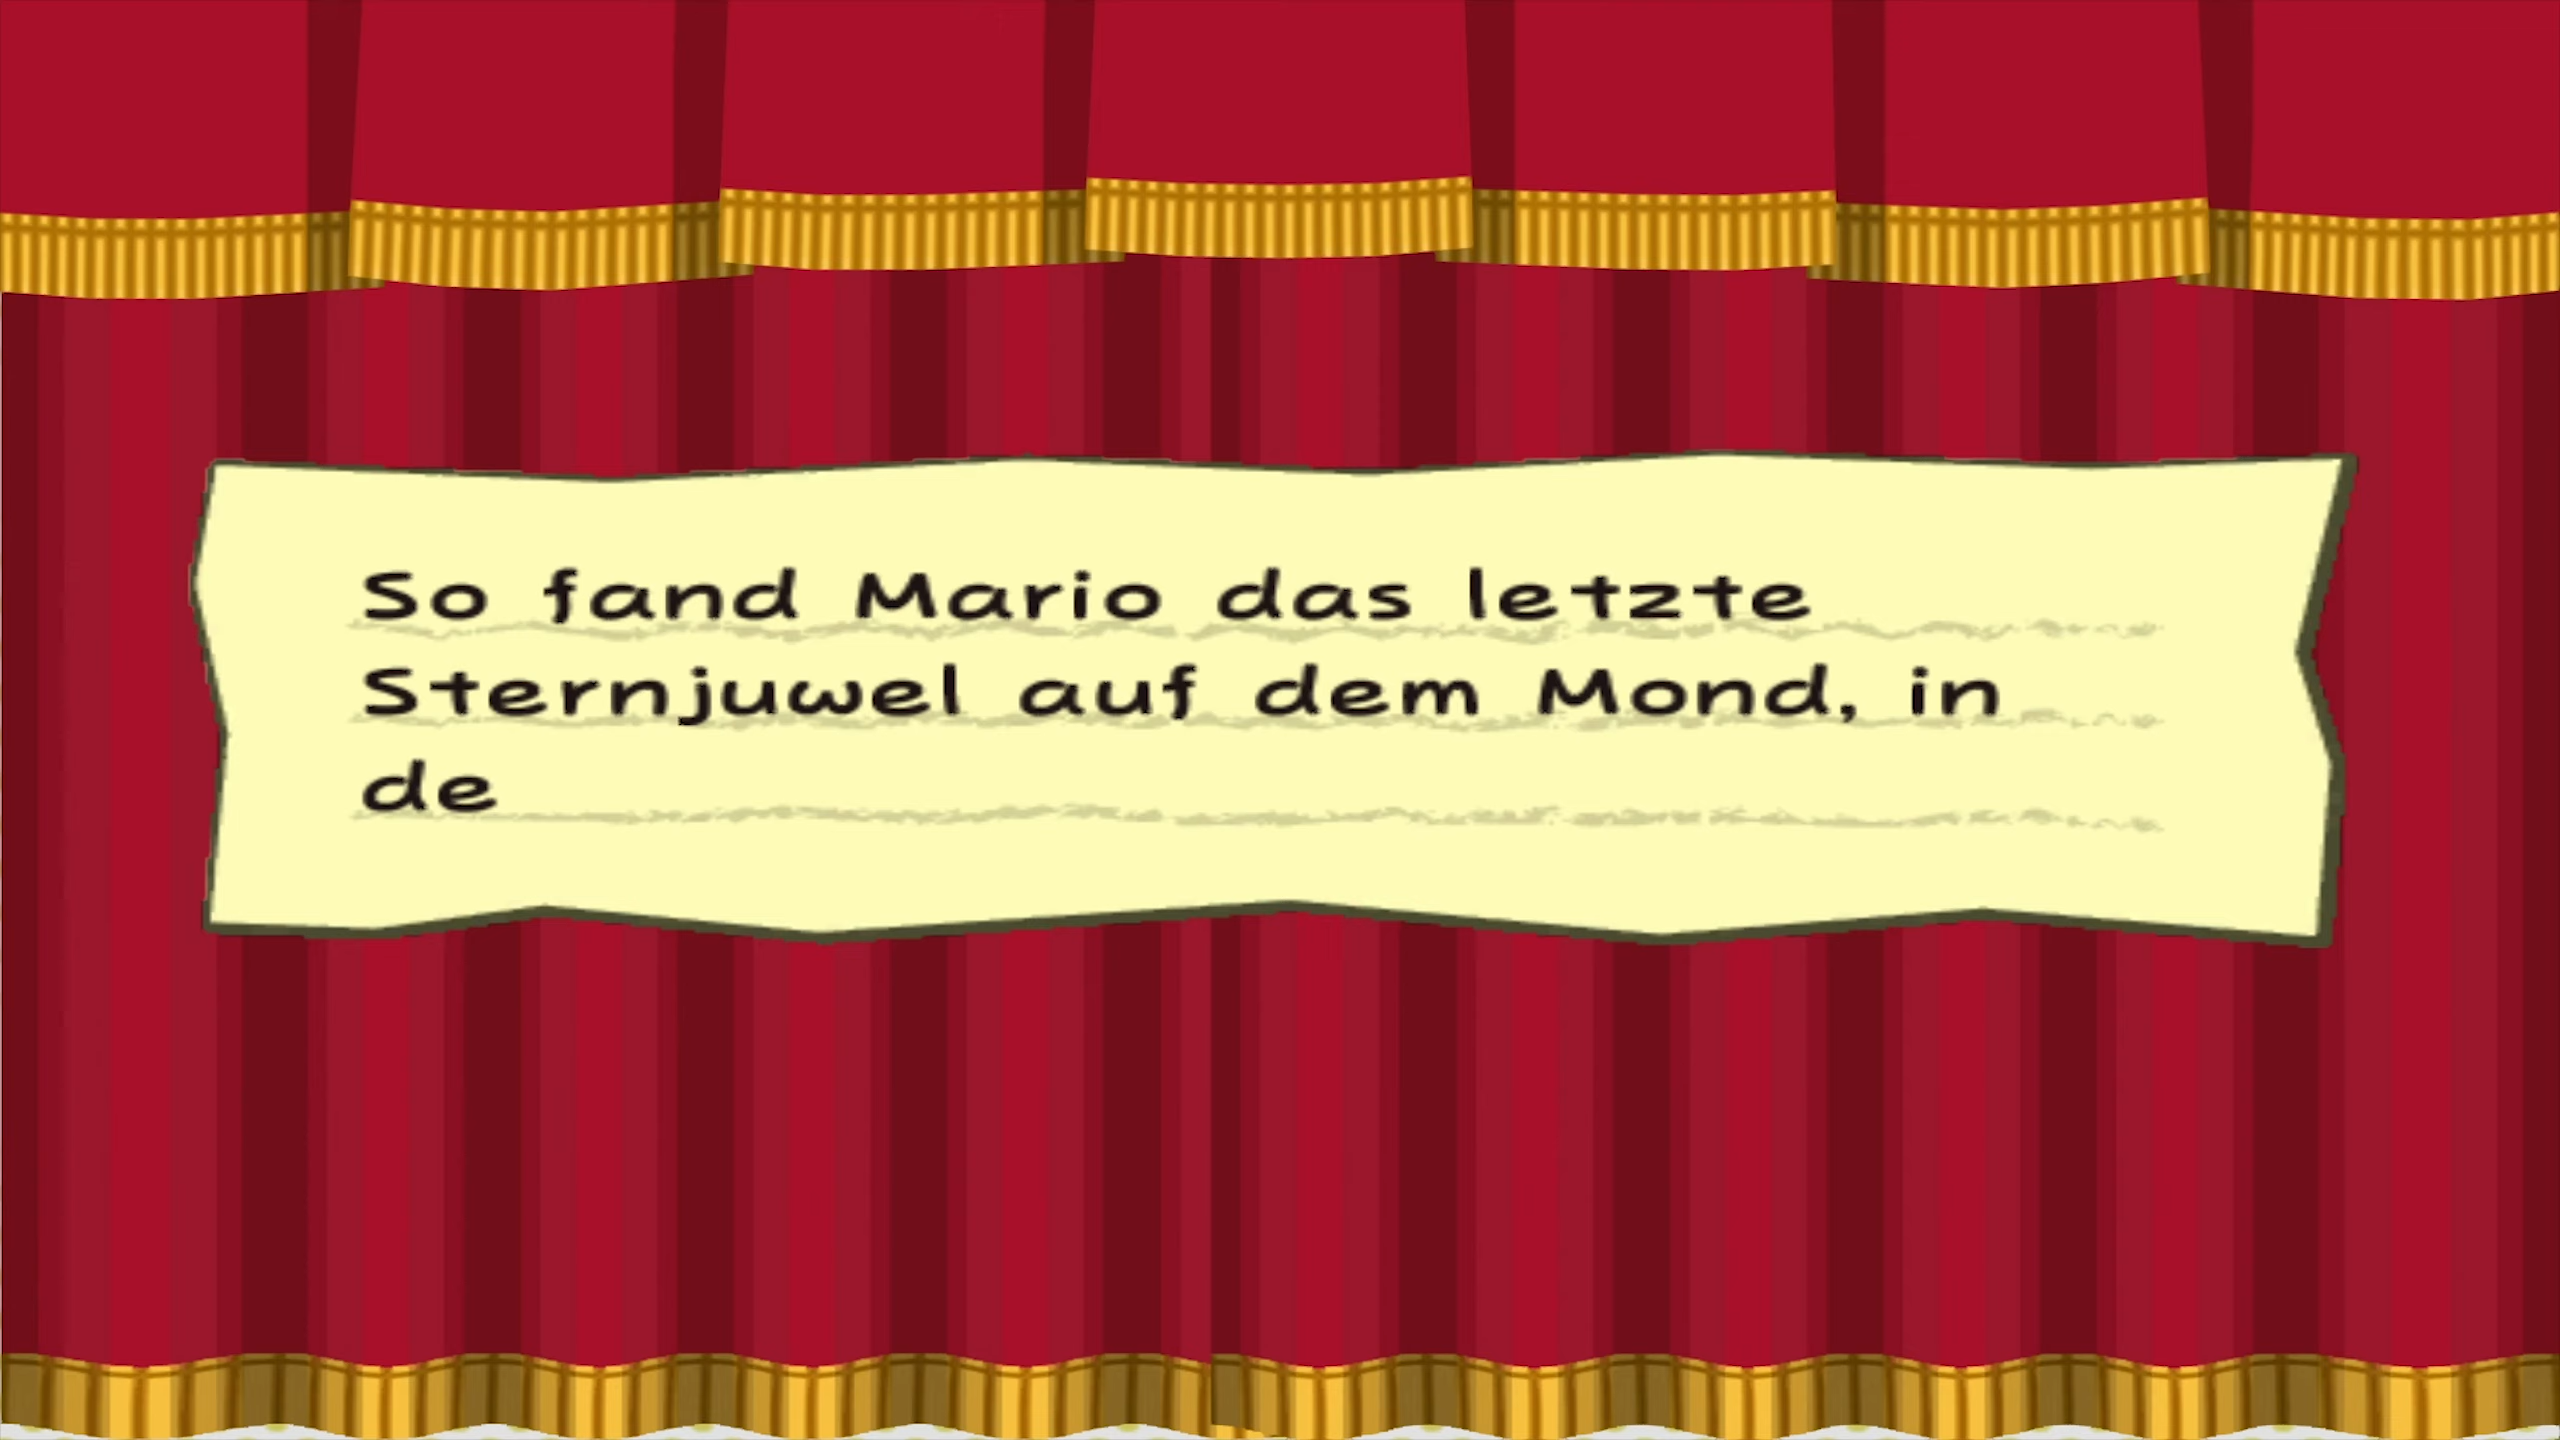 So fand Mario das letzte
Sternjuwel auf dem Mond, in
de